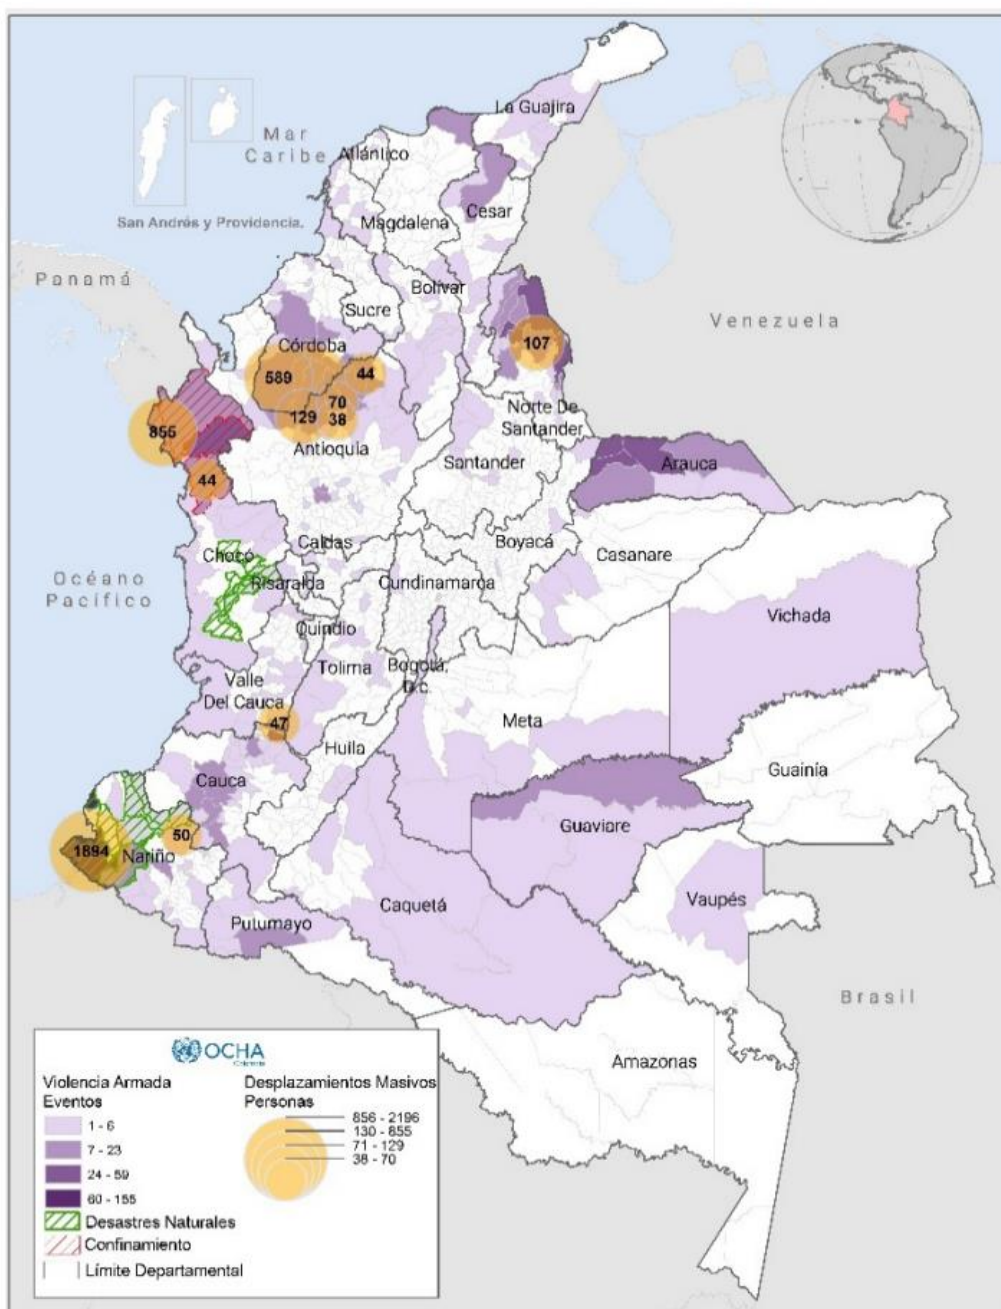 La Guajira
Mar
Caribe
Atlántico
San Andrés y Providencia.
Magdalena
Cesar
Panamá
Bolívar
Sucre
Venezuela
Córdoba
107
589
44
70
38
129
Norte De
Santander
855
Antioquia
Santander
Arauca
44
Boyacá
Casanare
Chocó
Caldas
Océano
Pacífico
Risaralda
Cundinamarca
Vichada
Quindío
Tolima
Bogotá,
D.c.
Valle
Del Cauca
47
Meta
Huila
Guainía
Cauca
Guaviare
50
1894
Nariño
Caquetá
Vaupés
Putumayo
Brasil
Amazonas
OCHA
Colombia
Violencia Armada
Eventos
1 - 6
7 - 23
24 - 59
60 - 155
Desastres Naturales
Confinamiento
Límite Departamental
Desplazamientos Masivos
Personas
856 - 2196
130 - 855
71 - 129
38 - 70